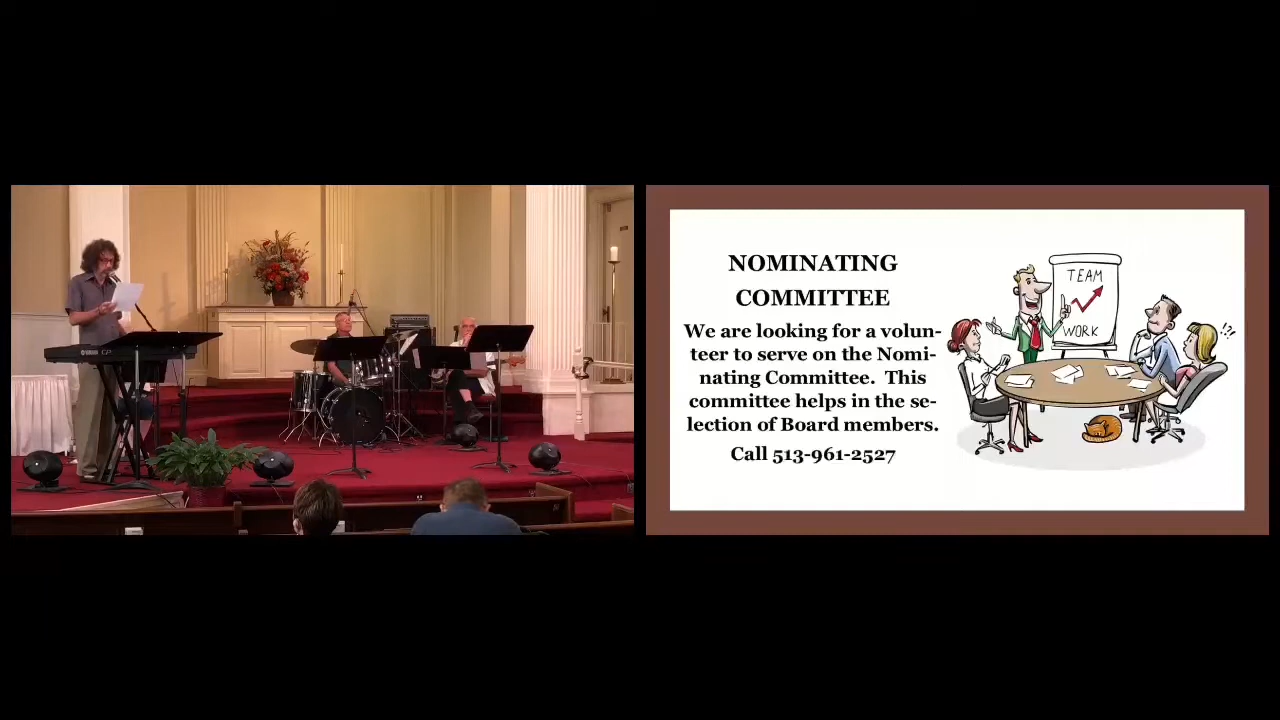 NOMINATING
COMMITTEE
We are looking for a volun-
teer to serve on the Nomi-
nating Committee.  This
committee helps in the se-
lection of Board members.
Call 513-961-2527
TEAM
WORK
!?!
CP